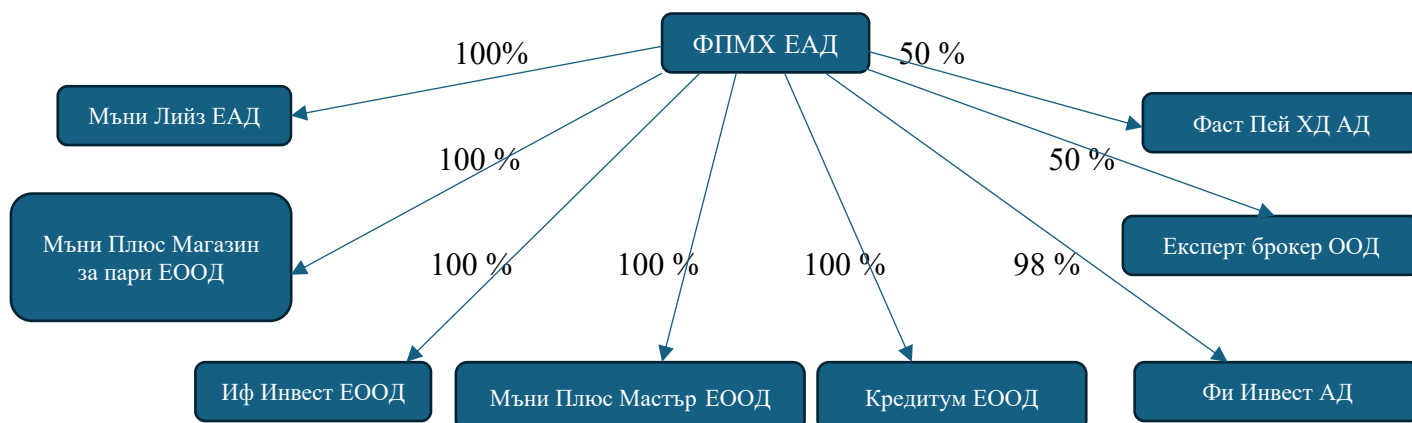 ФПМХ ЕАД
100%
50 %
Мъни Лийз ЕАД
Фаст Пей ХД АД
100 %
50 %
Мъни Плюс Магазин
за пари ЕООД
Експерт брокер ООД
100 %
100 %
100 %
98 %
Иф Инвест ЕООД
Мъни Плюс Мастър ЕООД
Кредитум ЕООД
Фи Инвест АД